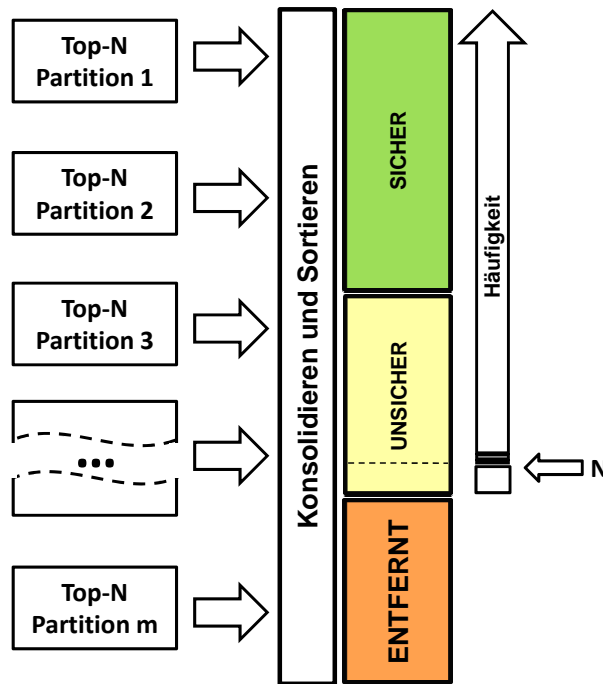 Top-N
Partition 1
Top-N
Partition 2
Top-N
Partition 3
...
Top-N
Partition m
Konsolidieren und Sortieren
SICHER
UNSICHER
ENTFERNT
Häufigkeit
N